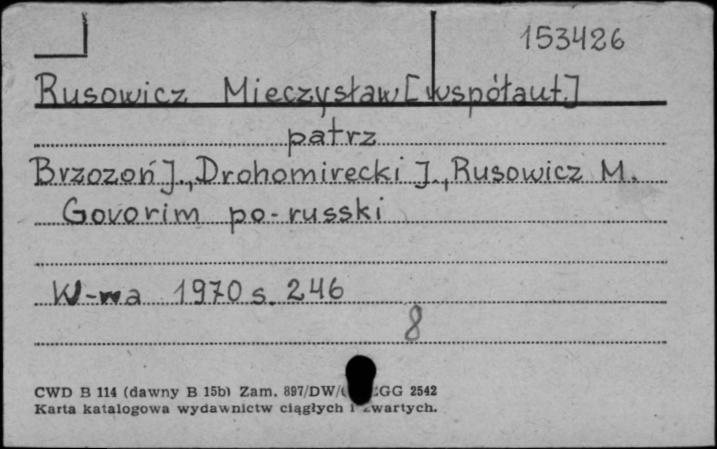 153426
Rusowicz Mieczysław [współaut.]
patrz
Brzozoń J., Drohomirecki J., Rusowicz M.
Govorim po-russki
W-wa 1970 s. 246
8
CWD B 114 (dawny B 15b) Zam. 897/DW/ GG 2542
Karta katalogowa wydawnictw ciągłych i zwartych.